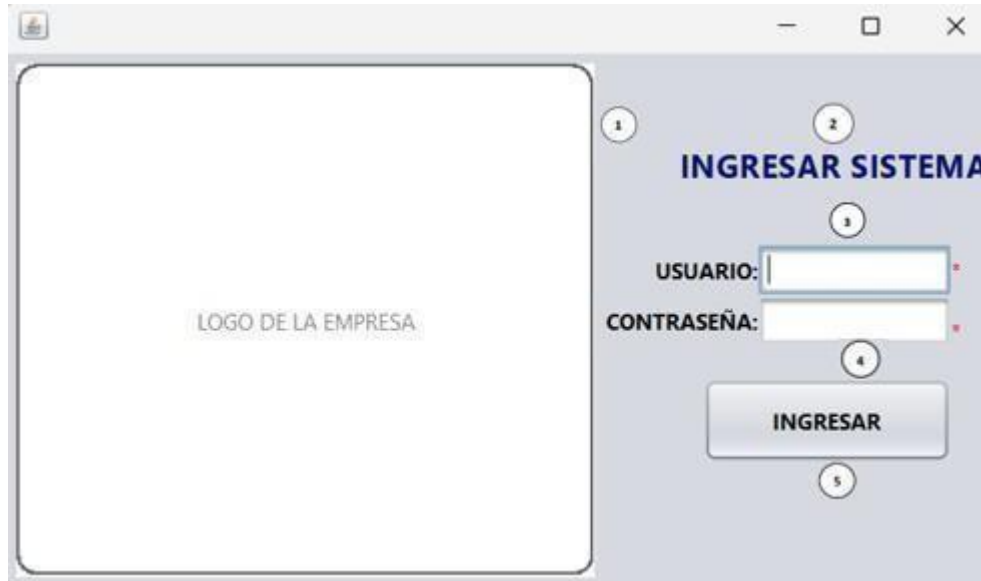 1
2
INGRESAR SISTEMA
3
USUARIO: *
LOGO DE LA EMPRESA
CONTRASEÑA: *
4
INGRESAR
5